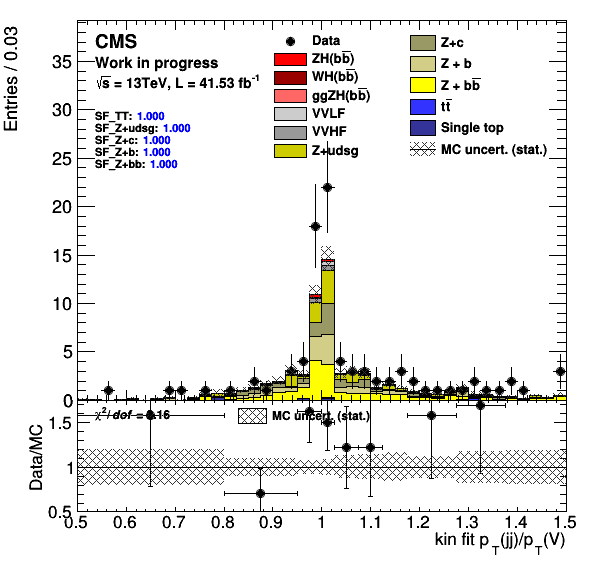 Entries / 0.03
35
30
25
20
15
10
5
0
CMS
Work in progress
√s = 13TeV, L = 41.53 fb⁻¹
SF_TT: 1.000
SF_Z+udsg: 1.000
SF_Z+c: 1.000
SF_Z+b: 1.000
SF_Z+bb: 1.000
Data
ZH(bb̅)
WH(bb̅)
ggZH(bb̅)
VVLF
VVHF
Z+udsg
Z+c
Z + b
Z + bb̅
tt̅
Single top
MC uncert. (stat.)
Data/MC
1.5
1
0.5
χ²/dof = 0.16
MC uncert. (stat.)
0.5 0.6 0.7 0.8 0.9 1 1.1 1.2 1.3 1.4 1.5
kin fit p_T(jj)/p_T(V)